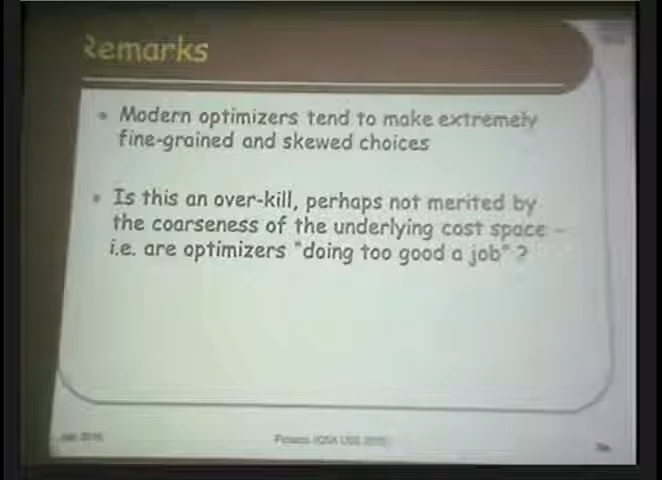 Remarks
• Modern optimizers tend to make extremely
fine-grained and skewed choices
• Is this an over-kill, perhaps not merited by
the coarseness of the underlying cost space –
i.e. are optimizers "doing too good a job" ?